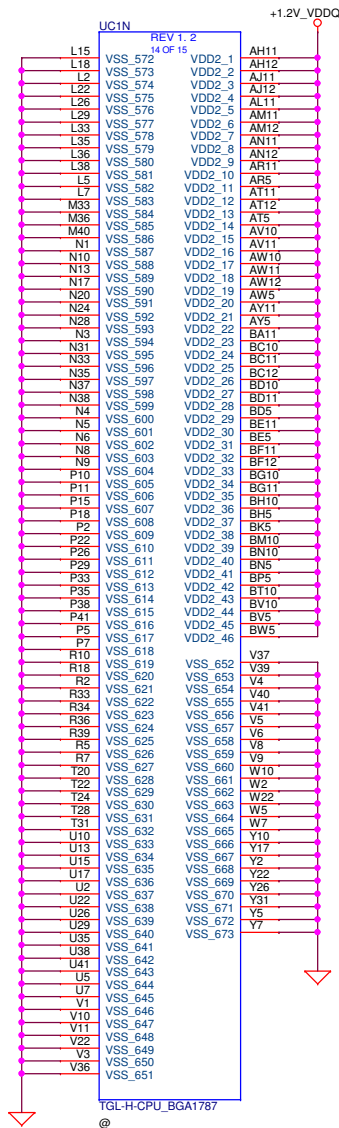 +1.2V_VDDQ
UC1N
REV 1. 2
14 OF 15
L15 VSS_572 VDD2_1 AH11
L18 VSS_573 VDD2_2 AH12
L2 VSS_574 VDD2_3 AJ11
L22 VSS_575 VDD2_4 AJ12
L26 VSS_576 VDD2_5 AL11
L29 VSS_577 VDD2_6 AM11
L33 VSS_578 VDD2_7 AM12
L35 VSS_579 VDD2_8 AN11
L36 VSS_580 VDD2_9 AN12
L38 VSS_581 VDD2_10 AR11
L5 VSS_582 VDD2_11 AR5
L7 VSS_583 VDD2_12 AT11
M33 VSS_584 VDD2_13 AT12
M36 VSS_585 VDD2_14 AT5
M40 VSS_586 VDD2_15 AV10
N1 VSS_587 VDD2_16 AV11
N10 VSS_588 VDD2_17 AW10
N13 VSS_589 VDD2_18 AW11
N17 VSS_590 VDD2_19 AW12
N20 VSS_591 VDD2_20 AW5
N24 VSS_592 VDD2_21 AY11
N28 VSS_593 VDD2_22 AY5
N3 VSS_594 VDD2_23 BA11
N31 VSS_595 VDD2_24 BC10
N33 VSS_596 VDD2_25 BC11
N35 VSS_597 VDD2_26 BC12
N37 VSS_598 VDD2_27 BD10
N38 VSS_599 VDD2_28 BD11
N4 VSS_600 VDD2_29 BD5
N5 VSS_601 VDD2_30 BE11
N6 VSS_602 VDD2_31 BE5
N8 VSS_603 VDD2_32 BF11
N9 VSS_604 VDD2_33 BF12
P10 VSS_605 VDD2_34 BG10
P11 VSS_606 VDD2_35 BG11
P15 VSS_607 VDD2_36 BH10
P18 VSS_608 VDD2_37 BH5
P2 VSS_609 VDD2_38 BK5
P22 VSS_610 VDD2_39 BM10
P26 VSS_611 VDD2_40 BN10
P29 VSS_612 VDD2_41 BN5
P33 VSS_613 VDD2_42 BP5
P35 VSS_614 VDD2_43 BT10
P38 VSS_615 VDD2_44 BV10
P41 VSS_616 VDD2_45 BV5
P5 VSS_617 VDD2_46 BW5
P7 VSS_618
R10 VSS_619 VSS_652 V37
R18 VSS_620 VSS_653 V39
R2 VSS_621 VSS_654 V4
R33 VSS_622 VSS_655 V40
R34 VSS_623 VSS_656 V41
R36 VSS_624 VSS_657 V5
R39 VSS_625 VSS_658 V6
R5 VSS_626 VSS_659 V8
R7 VSS_627 VSS_660 V9
T20 VSS_628 VSS_661 W10
T22 VSS_629 VSS_662 W2
T24 VSS_630 VSS_663 W22
T28 VSS_631 VSS_664 W5
T31 VSS_632 VSS_665 W7
U10 VSS_633 VSS_666 Y10
U13 VSS_634 VSS_667 Y17
U15 VSS_635 VSS_668 Y2
U17 VSS_636 VSS_669 Y22
U2 VSS_637 VSS_670 Y26
U22 VSS_638 VSS_671 Y31
U26 VSS_639 VSS_672 Y5
U29 VSS_640 VSS_673 Y7
U35 VSS_641
U38 VSS_642
U41 VSS_643
U5 VSS_644
U7 VSS_645
V1 VSS_646
V10 VSS_647
V11 VSS_648
V22 VSS_649
V3 VSS_650
V36 VSS_651
TGL-H-CPU_BGA1787
@